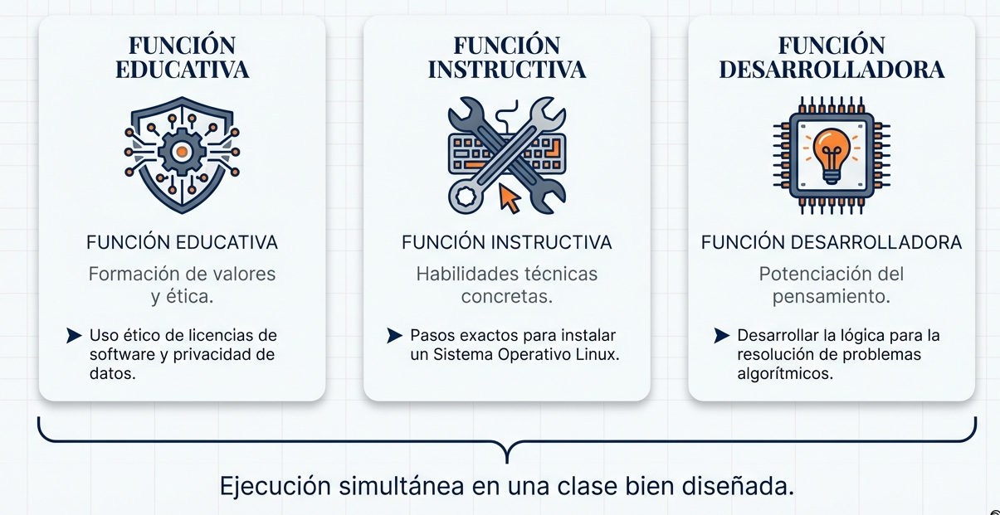 FUNCIÓN
EDUCATIVA
FUNCIÓN EDUCATIVA
Formación de valores
y ética.
Uso ético de licencias de
software y privacidad de
datos.
FUNCIÓN
INSTRUCTIVA
FUNCIÓN INSTRUCTIVA
Habilidades técnicas
concretas.
Pasos exactos para instalar
un Sistema Operativo Linux.
FUNCIÓN
DESARROLLADORA
FUNCIÓN DESARROLLADORA
Potenciación del
pensamiento.
Desarrollar la lógica para la
resolución de problemas
algorítmicos.
Ejecución simultánea en una clase bien diseñada.